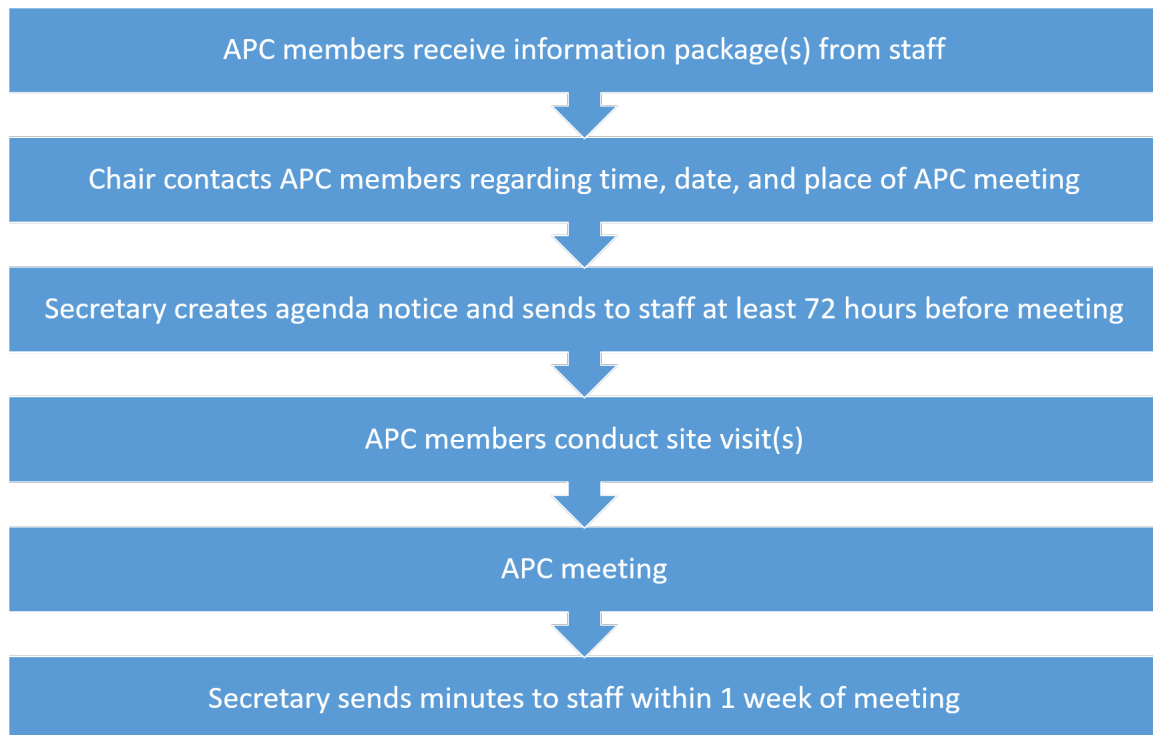 APC members receive information package(s) from staff
Chair contacts APC members regarding time, date, and place of APC meeting
Secretary creates agenda notice and sends to staff at least 72 hours before meeting
APC members conduct site visit(s)
APC meeting
Secretary sends minutes to staff within 1 week of meeting